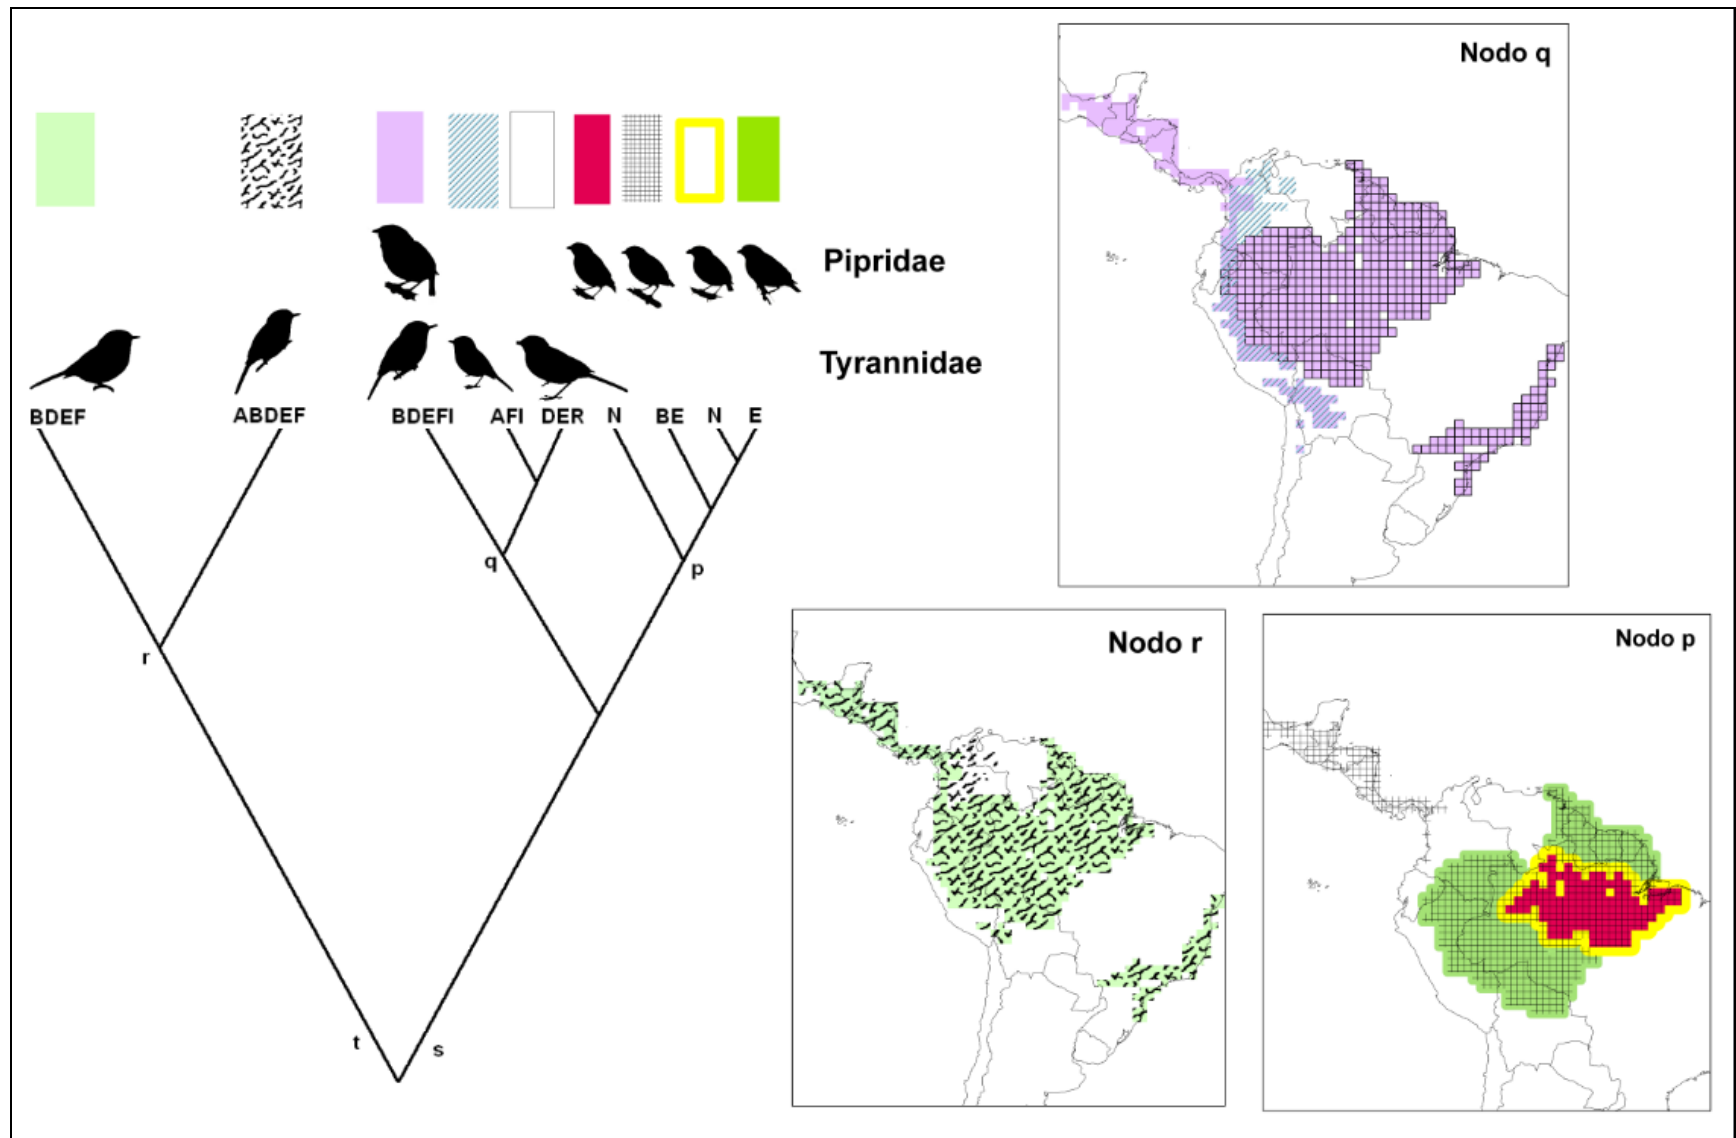 Nodo q
Pipridae
Tyrannidae
BDEF ABDEF BDEFI AFI DER N BE N E
q
p
r
Nodo r
Nodo p
t
s